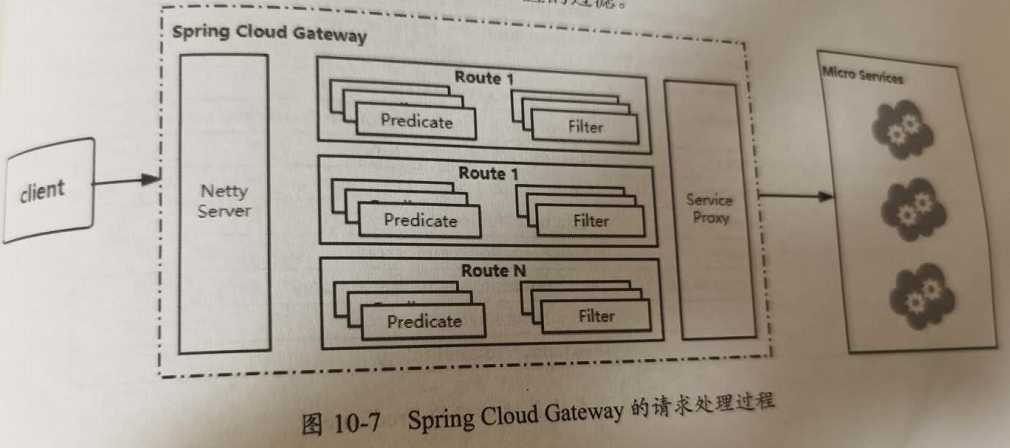 的过滤。
Spring Cloud Gateway
client
Netty
Server
Route 1
Predicate
Filter
Route 1
Predicate
Filter
Route N
Predicate
Filter
Service
Proxy
Micro Services
图 10-7 Spring Cloud Gateway 的请求处理过程